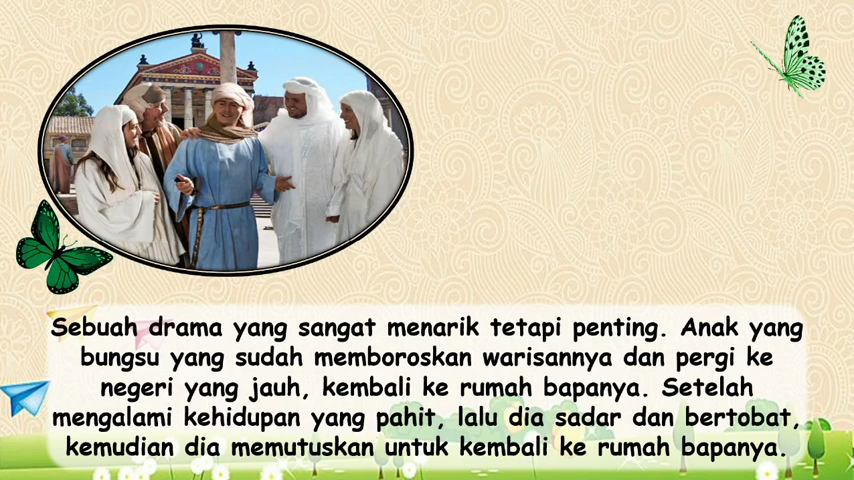 Sebuah drama yang sangat menarik tetapi penting. Anak yang
bungsu yang sudah memboroskan warisannya dan pergi ke
negeri yang jauh, kembali ke rumah bapanya. Setelah
mengalami kehidupan yang pahit, lalu dia sadar dan bertobat,
kemudian dia memutuskan untuk kembali ke rumah bapanya.